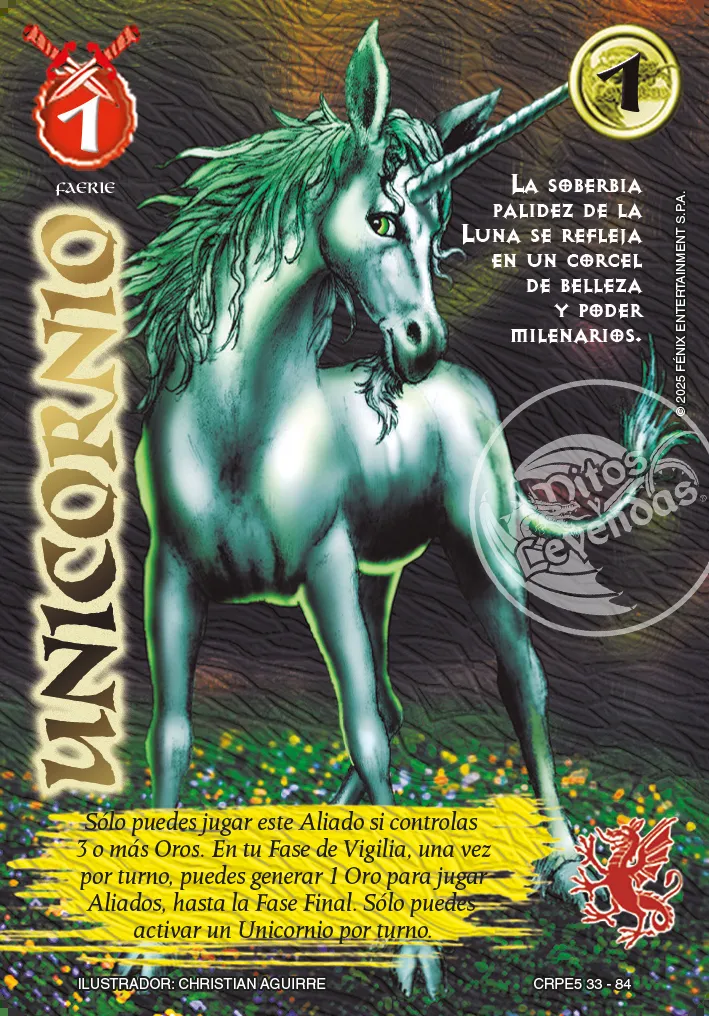 1
1
FAERIE
UNICORNIO
La soberbia
palidez de la
Luna se refleja
en un corcel
de belleza
y poder
milenarios.
© 2025 FÉNIX ENTERTAINMENT S.P.A.
Mitos
y
Leyendas®
Sólo puedes jugar este Aliado si controlas
3 o más Oros. En tu Fase de Vigilia, una vez
por turno, puedes generar 1 Oro para jugar
Aliados, hasta la Fase Final. Sólo puedes
activar un Unicornio por turno.
ILUSTRADOR: CHRISTIAN AGUIRRE
CRPE5 33 - 84